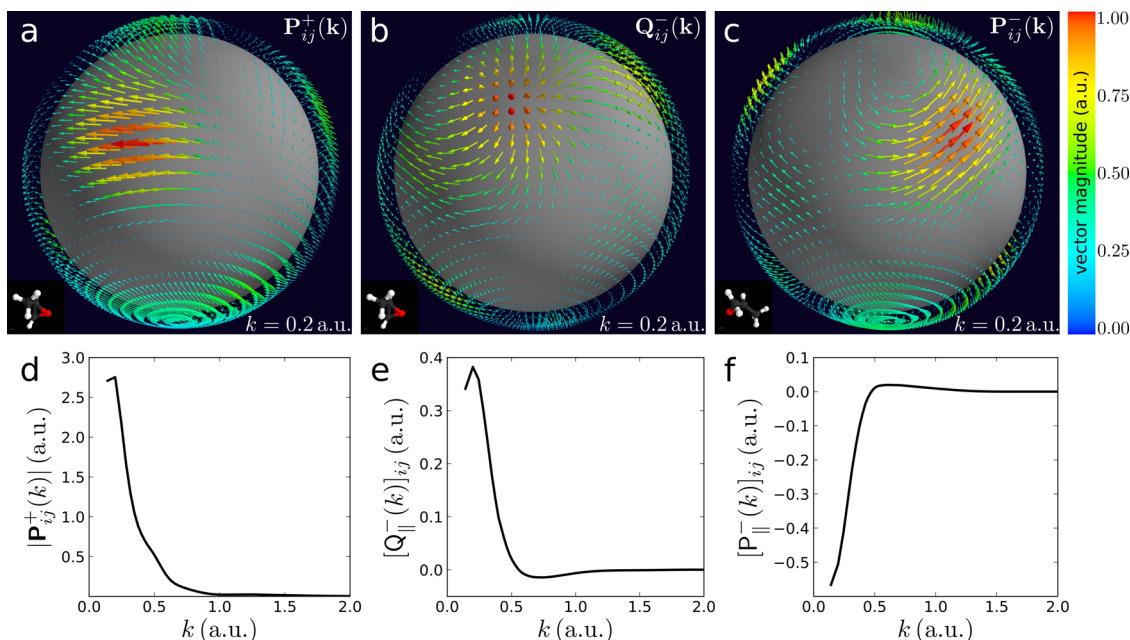 a
P⁺ᵢⱼ(k)
k = 0.2 a.u.
b
Q⁻ᵢⱼ(k)
k = 0.2 a.u.
c
P⁻ᵢⱼ(k)
k = 0.2 a.u.
1.00
0.75
0.50
0.25
0.00
vector magnitude (a.u.)
d
|P⁺ᵢⱼ(k)| (a.u.)
3.0
2.5
2.0
1.5
1.0
0.5
0.0 0.5 1.0 1.5 2.0
k (a.u.)
e
[Q⁻∥(k)]ᵢⱼ (a.u.)
0.4
0.3
0.2
0.1
0.0
0.0 0.5 1.0 1.5 2.0
k (a.u.)
f
[P⁻∥(k)]ᵢⱼ (a.u.)
0.1
0.0
−0.1
−0.2
−0.3
−0.4
−0.5
0.0 0.5 1.0 1.5 2.0
k (a.u.)